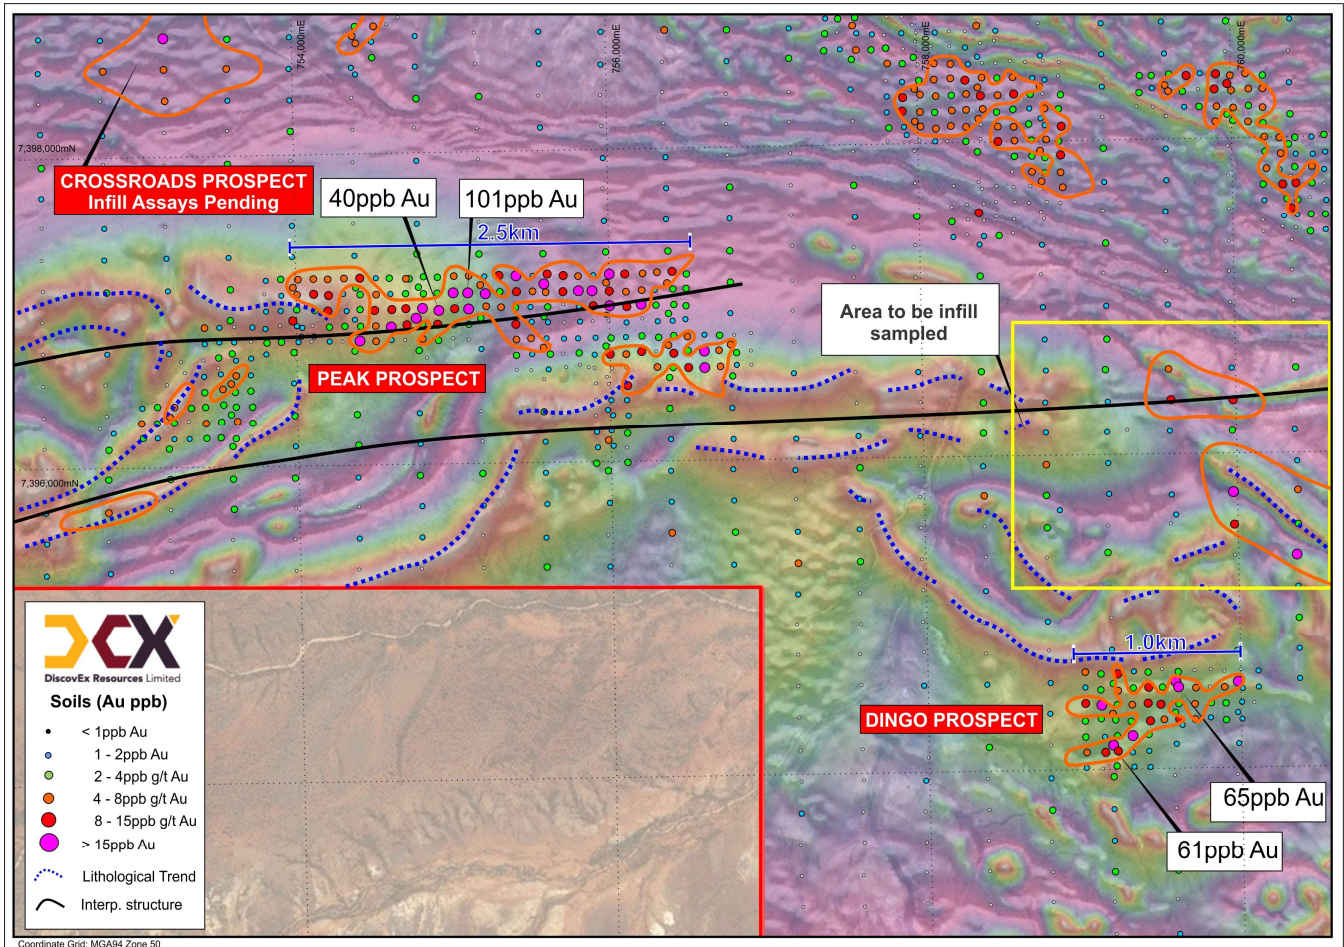 754,000mE
756,000mE
758,000mE
760,000mE
7,398,000mN
CROSSROADS PROSPECT
Infill Assays Pending
40ppb Au
101ppb Au
2.5km
Area to be infill
sampled
PEAK PROSPECT
7,396,000mN
1.0km
DINGO PROSPECT
65ppb Au
61ppb Au
DCX
DiscovEx Resources Limited
Soils (Au ppb)
< 1ppb Au
1 - 2ppb Au
2 - 4ppb g/t Au
4 - 8ppb g/t Au
8 - 15ppb g/t Au
> 15ppb Au
Lithological Trend
Interp. structure
Coordinate Grid: MGA94 Zone 50